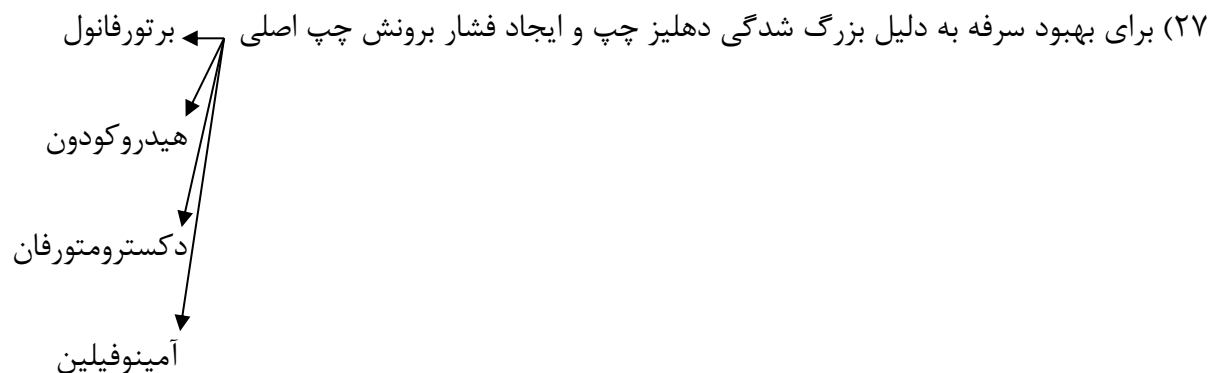 ۲۷) برای بهبود سرفه به دلیل بزرگ شدگی دهلیز چپ و ایجاد فشار برونش چپ اصلی برتورفانول
هیدروکودون
دکسترومتورفان
آمینوفیلین